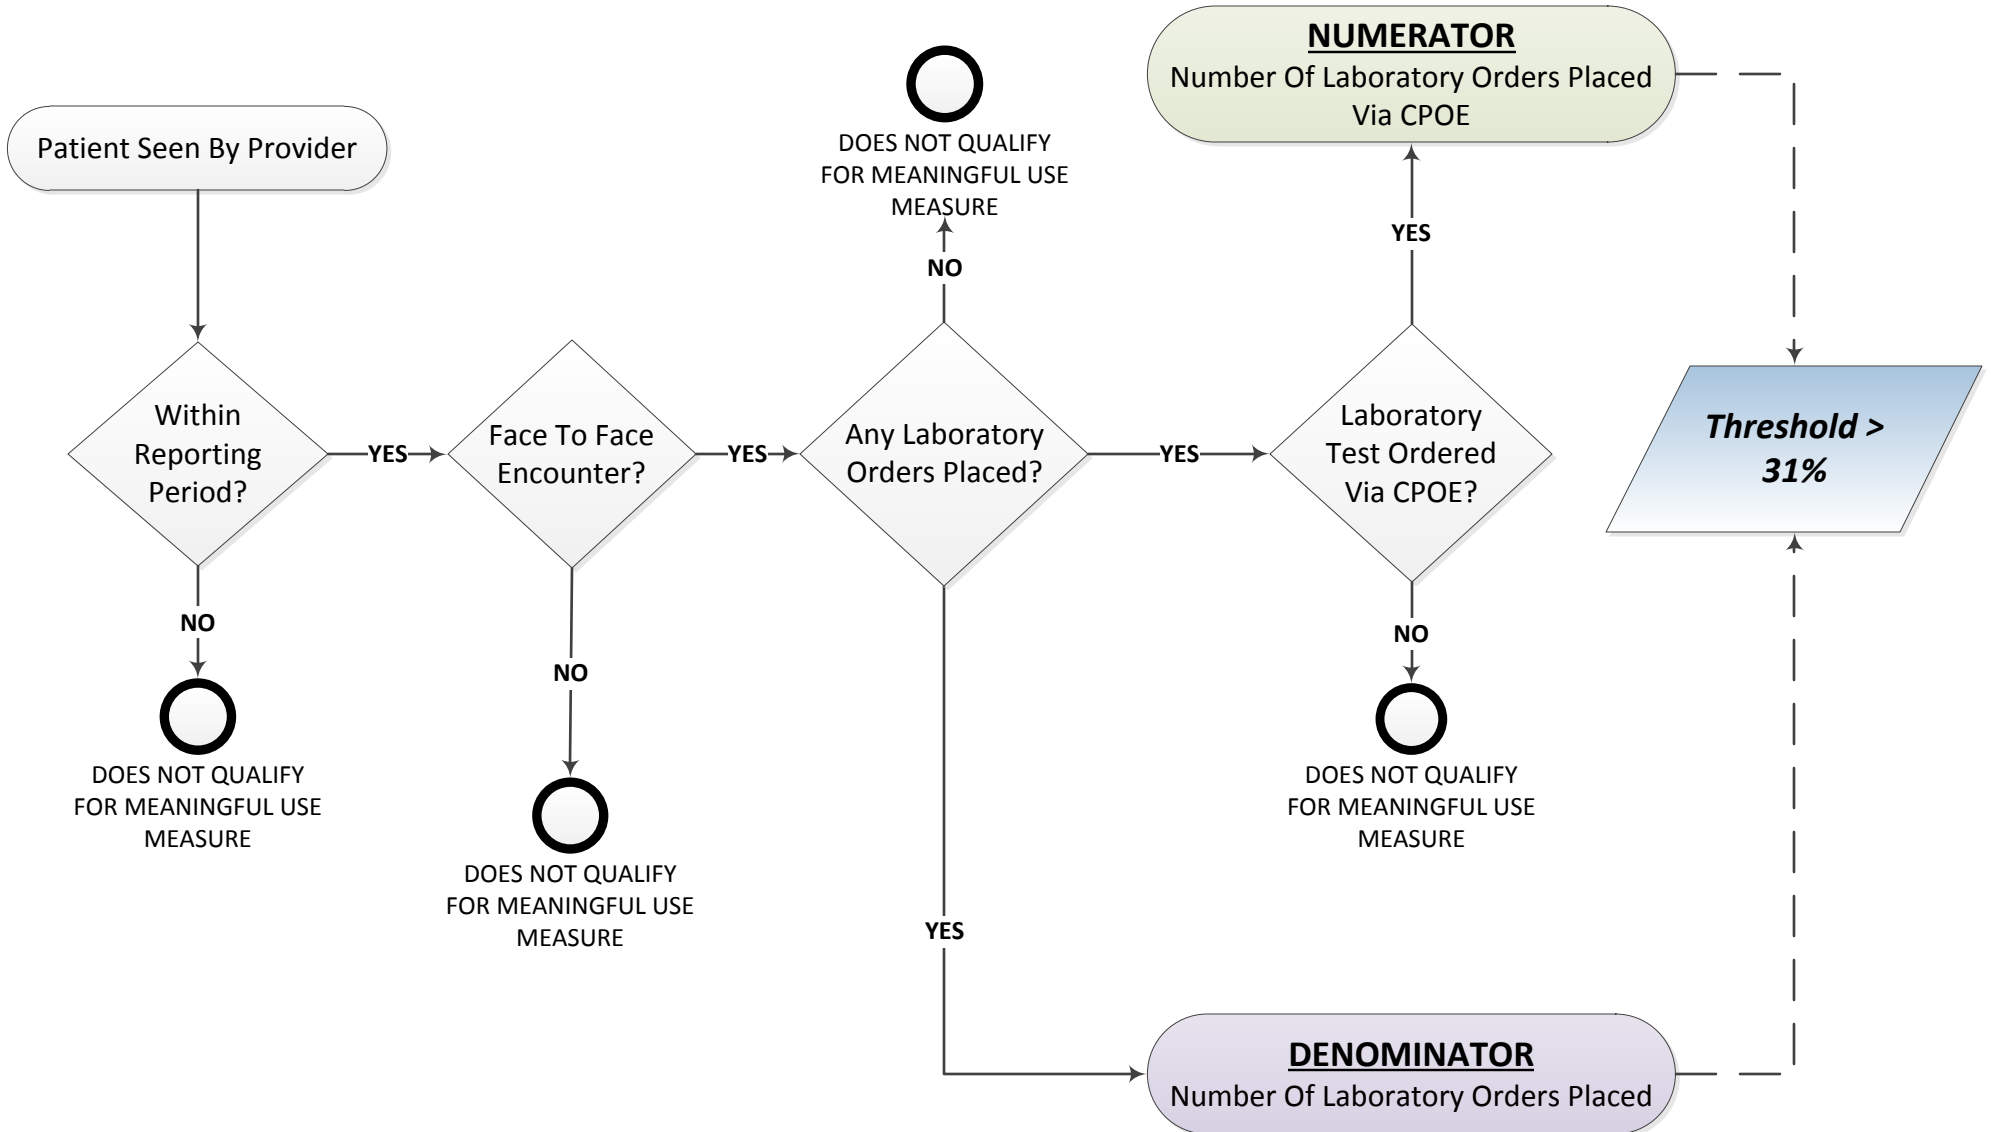 Patient Seen By Provider
Within
Reporting
Period?
YES
NO
DOES NOT QUALIFY
FOR MEANINGFUL USE
MEASURE
Face To Face
Encounter?
YES
NO
DOES NOT QUALIFY
FOR MEANINGFUL USE
MEASURE
Any Laboratory
Orders Placed?
NO
DOES NOT QUALIFY
FOR MEANINGFUL USE
MEASURE
YES
YES
Laboratory
Test Ordered
Via CPOE?
YES
NO
DOES NOT QUALIFY
FOR MEANINGFUL USE
MEASURE
NUMERATOR
Number Of Laboratory Orders Placed
Via CPOE
DENOMINATOR
Number Of Laboratory Orders Placed
Threshold >
31%